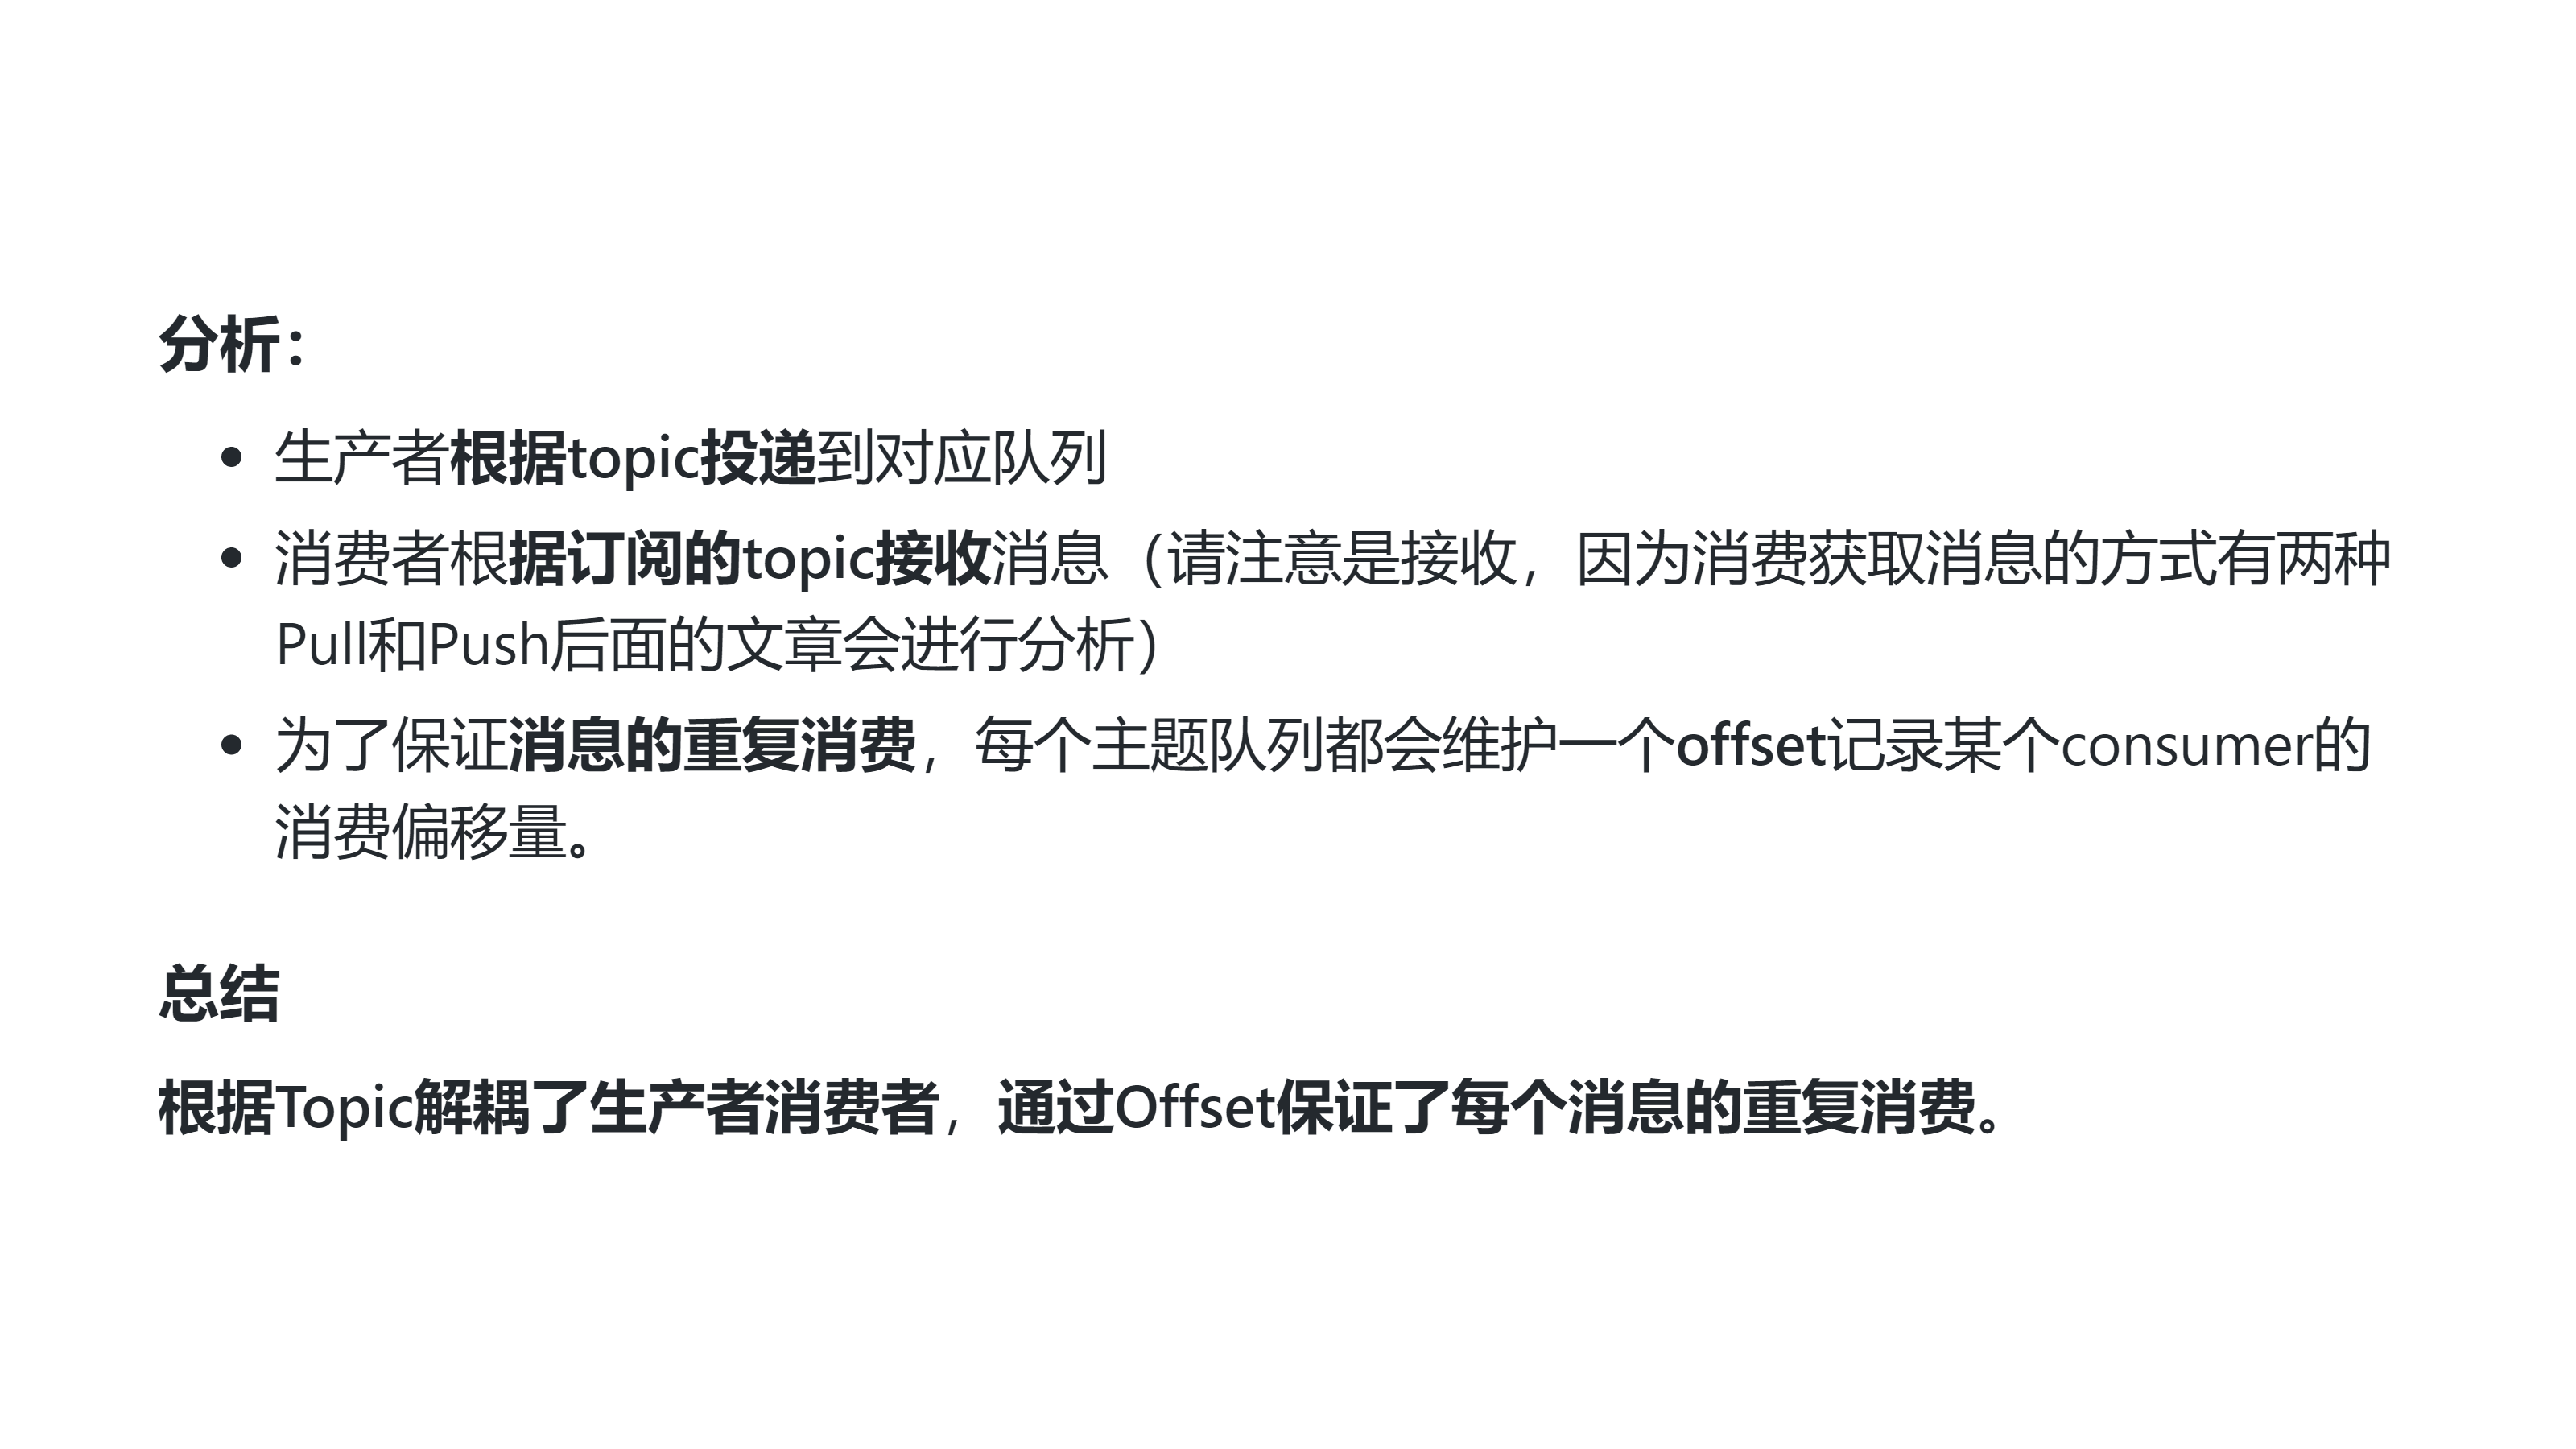 分析：
生产者根据topic投递到对应队列
消费者根据订阅的topic接收消息（请注意是接收，因为消费获取消息的方式有两种
Pull和Push后面的文章会进行分析）
为了保证消息的重复消费，每个主题队列都会维护一个offset记录某个consumer的
消费偏移量。
总结
根据Topic解耦了生产者消费者，通过Offset保证了每个消息的重复消费。